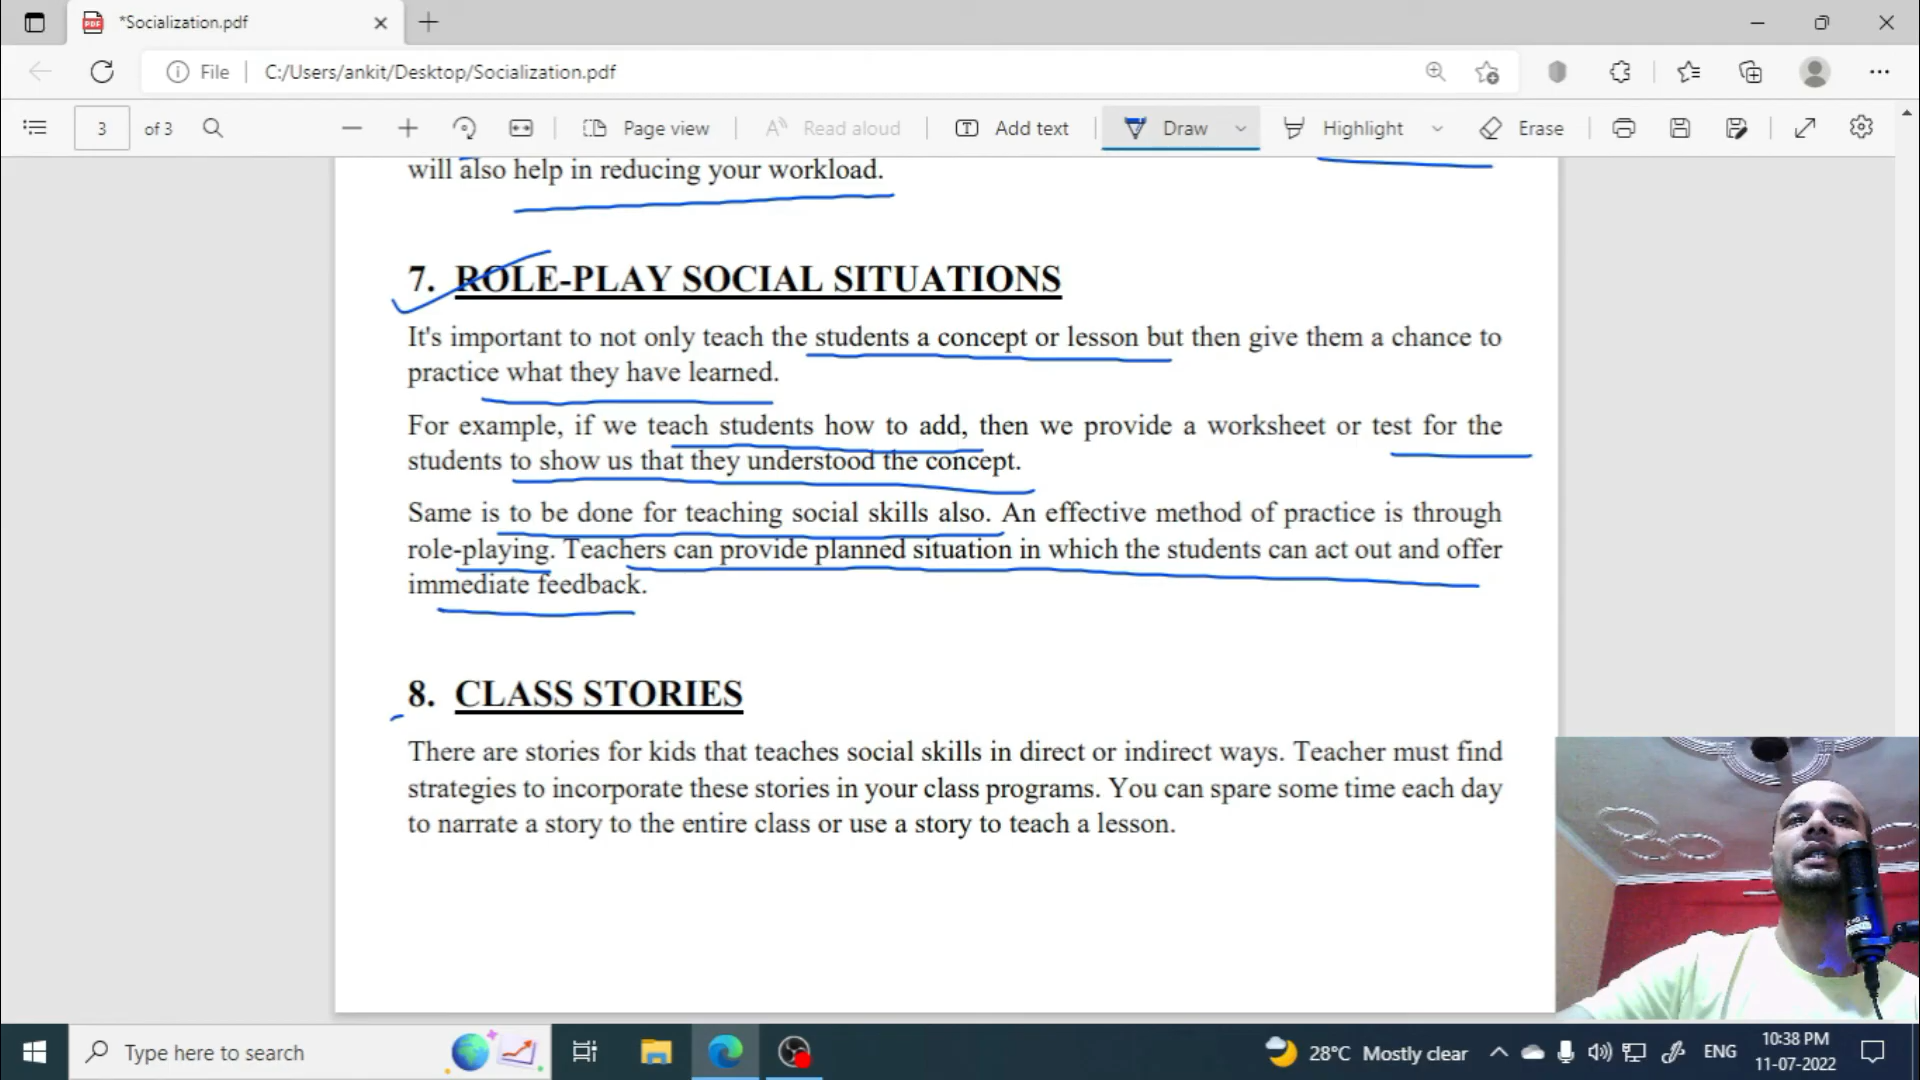 *Socialization.pdf
File
C:/Users/ankit/Desktop/Socialization.pdf
3 of 3
Page view
Read aloud
Add text
Draw
Highlight
Erase
will also help in reducing your workload.
7. ROLE-PLAY SOCIAL SITUATIONS
It's important to not only teach the students a concept or lesson but then give them a chance to
practice what they have learned.
For example, if we teach students how to add, then we provide a worksheet or test for the
students to show us that they understood the concept.
Same is to be done for teaching social skills also. An effective method of practice is through
role-playing. Teachers can provide planned situation in which the students can act out and offer
immediate feedback.
8. CLASS STORIES
There are stories for kids that teaches social skills in direct or indirect ways. Teacher must find
strategies to incorporate these stories in your class programs. You can spare some time each day
to narrate a story to the entire class or use a story to teach a lesson.
Type here to search
28°C Mostly clear
ENG
10:38 PM
11-07-2022